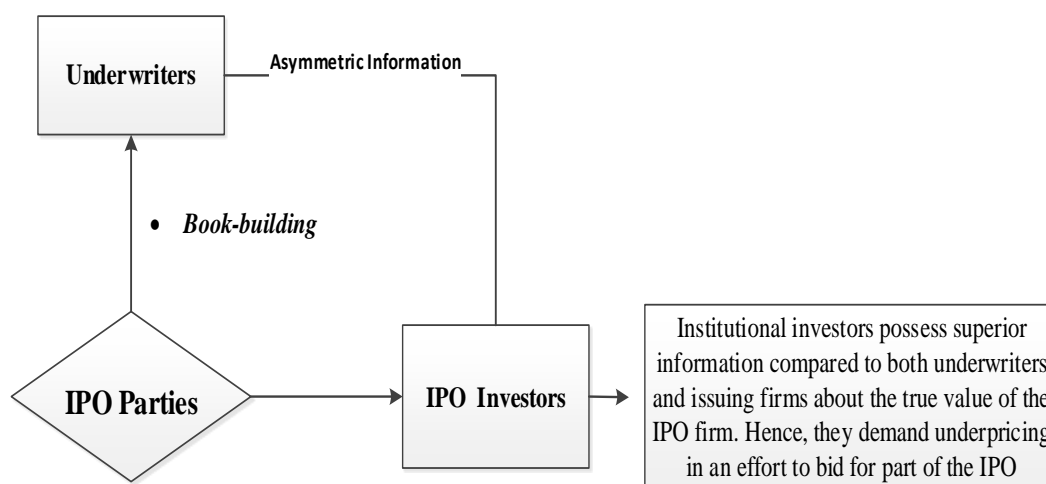 Underwriters
Asymmetric Information
• Book-building
IPO Parties
IPO Investors
Institutional investors possess superior
information compared to both underwriters
and issuing firms about the true value of the
IPO firm. Hence, they demand underpricing
in an effort to bid for part of the IPO